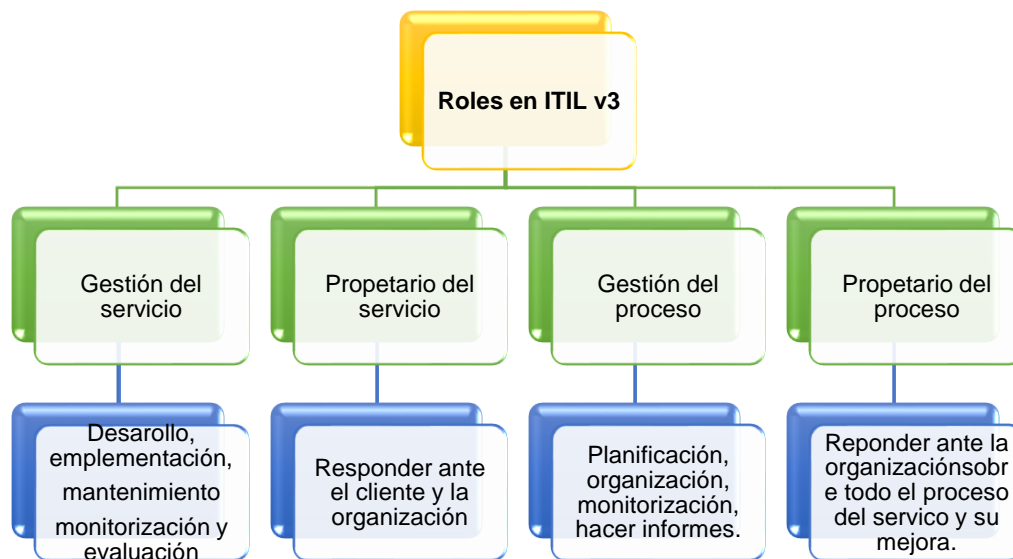 Roles en ITIL v3
Gestión del
servicio
Propetario del
servicio
Gestión del
proceso
Propetario del
proceso
Desarollo,
emplementación,
mantenimiento
monitorización y
evaluación
Responder ante
el cliente y la
organización
Planificación,
organización,
monitorización,
hacer informes.
Reponder ante la
organizaciónsobr
e todo el proceso
del servico y su
mejora.